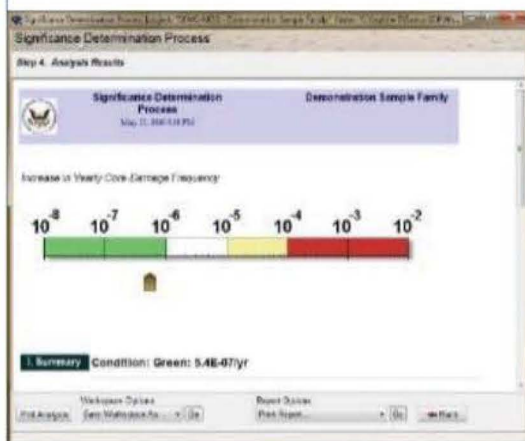 Significance Determination Process
Step 4. Analysis Results
Significance Determination Process
Demonstration Sample Family
Increase in Yearly Core Damage Frequency
10^-8 10^-7 10^-6 10^-5 10^-4 10^-3 10^-2
I. Summary Condition: Green: 5.4E-07/yr
Workspace Options
Report Options
Go
Print Report...
Go